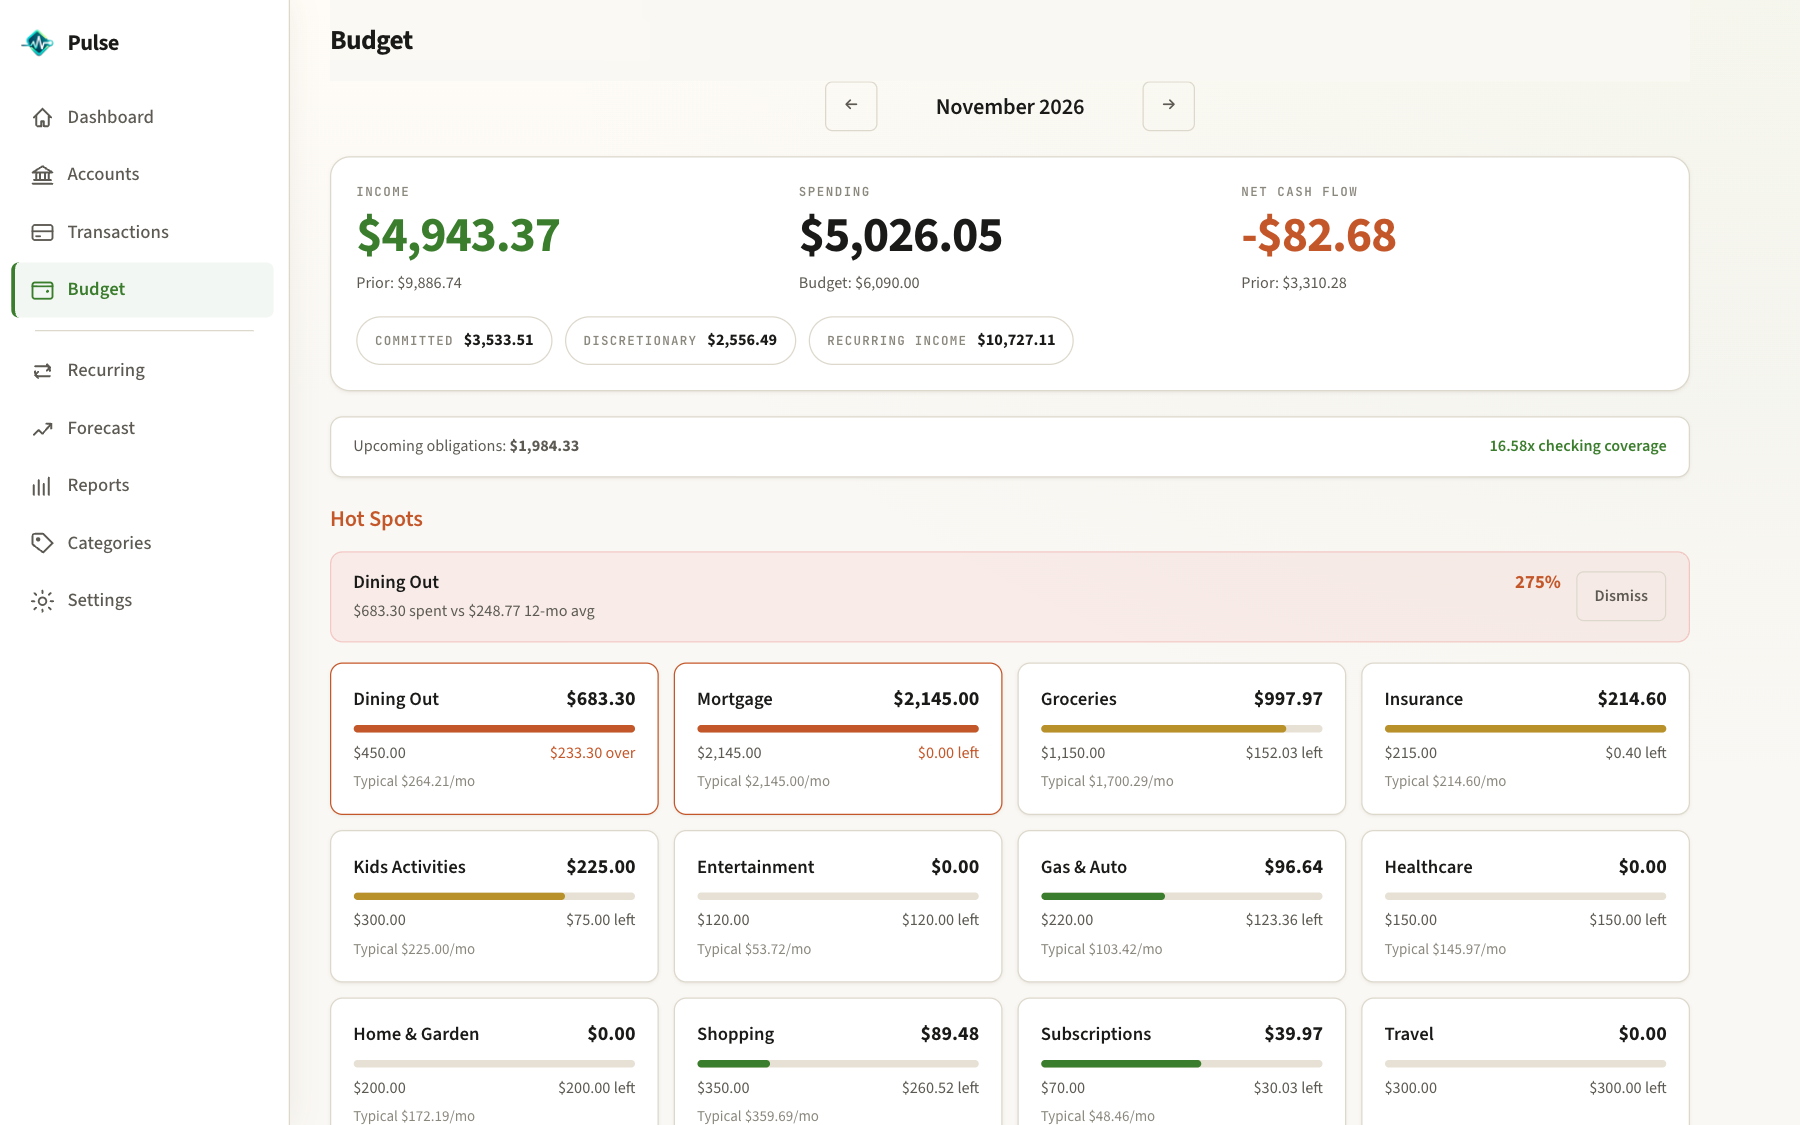 Pulse
Dashboard
Accounts
Transactions
Budget
Recurring
Forecast
Reports
Categories
Settings
Budget
← November 2026 →
INCOME
$4,943.37
Prior: $9,886.74
SPENDING
$5,026.05
Budget: $6,090.00
NET CASH FLOW
-$82.68
Prior: $3,310.28
COMMITTED $3,533.51
DISCRETIONARY $2,556.49
RECURRING INCOME $10,727.11
Upcoming obligations: $1,984.33
16.58x checking coverage
Hot Spots
Dining Out
$683.30 spent vs $248.77 12-mo avg
275%
Dismiss
Dining Out $683.30
$450.00 $233.30 over
Typical $264.21/mo
Mortgage $2,145.00
$2,145.00 $0.00 left
Typical $2,145.00/mo
Groceries $997.97
$1,150.00 $152.03 left
Typical $1,700.29/mo
Insurance $214.60
$215.00 $0.40 left
Typical $214.60/mo
Kids Activities $225.00
$300.00 $75.00 left
Typical $225.00/mo
Entertainment $0.00
$120.00 $120.00 left
Typical $53.72/mo
Gas & Auto $96.64
$220.00 $123.36 left
Typical $103.42/mo
Healthcare $0.00
$150.00 $150.00 left
Typical $145.97/mo
Home & Garden $0.00
$200.00 $200.00 left
Typical $172.19/mo
Shopping $89.48
$350.00 $260.52 left
Typical $359.69/mo
Subscriptions $39.97
$70.00 $30.03 left
Typical $48.46/mo
Travel $0.00
$300.00 $300.00 left